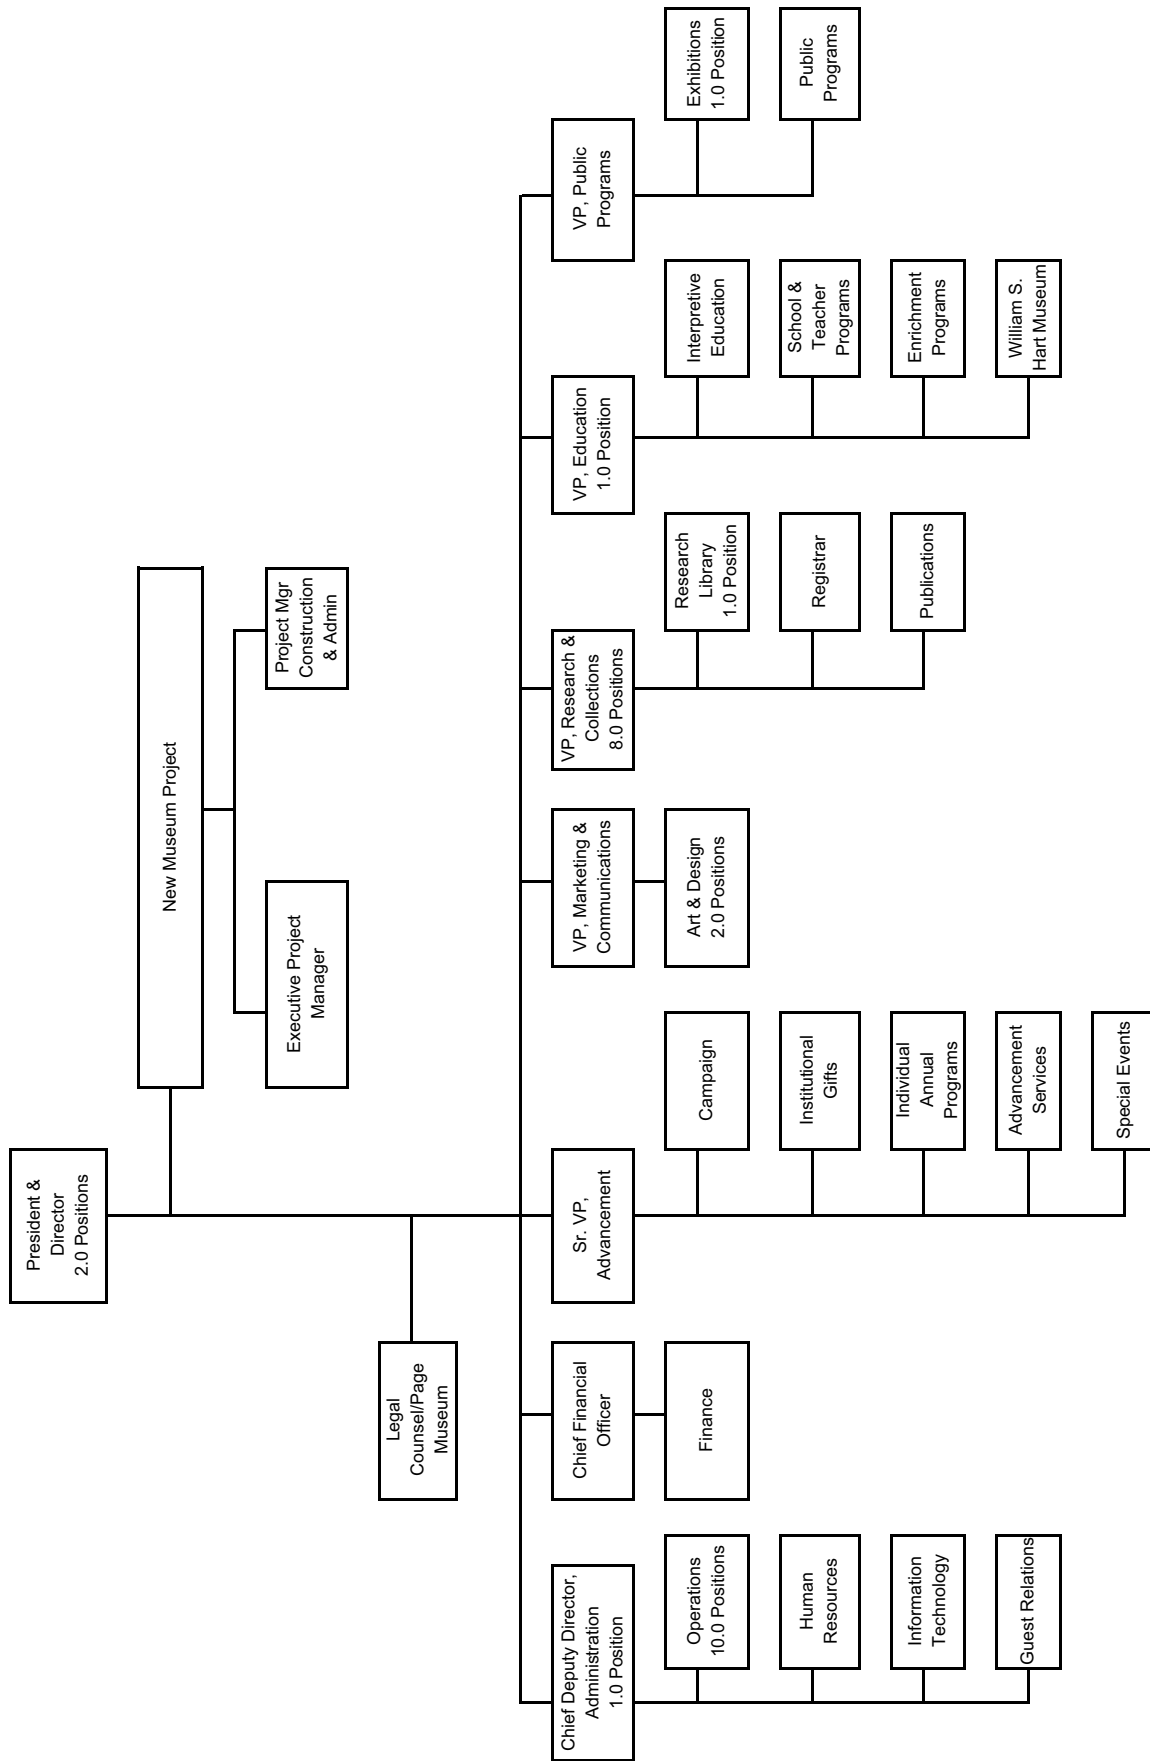 President &
Director
2.0 Positions
New Museum Project
Executive Project
Manager
Project Mgr
Construction
& Admin
Legal
Counsel/Page
Museum
Chief Deputy Director,
Administration
1.0 Position
Operations
10.0 Positions
Human
Resources
Information
Technology
Guest Relations
Chief Financial
Officer
Finance
Sr. VP,
Advancement
Campaign
Institutional
Gifts
Individual
Annual
Programs
Advancement
Services
Special Events
VP, Marketing &
Communications
Art & Design
2.0 Positions
VP, Research &
Collections
8.0 Positions
Research
Library
1.0 Position
Registrar
Publications
VP, Education
1.0 Position
Interpretive
Education
School &
Teacher
Programs
Enrichment
Programs
William S.
Hart Museum
VP, Public
Programs
Exhibitions
1.0 Position
Public
Programs